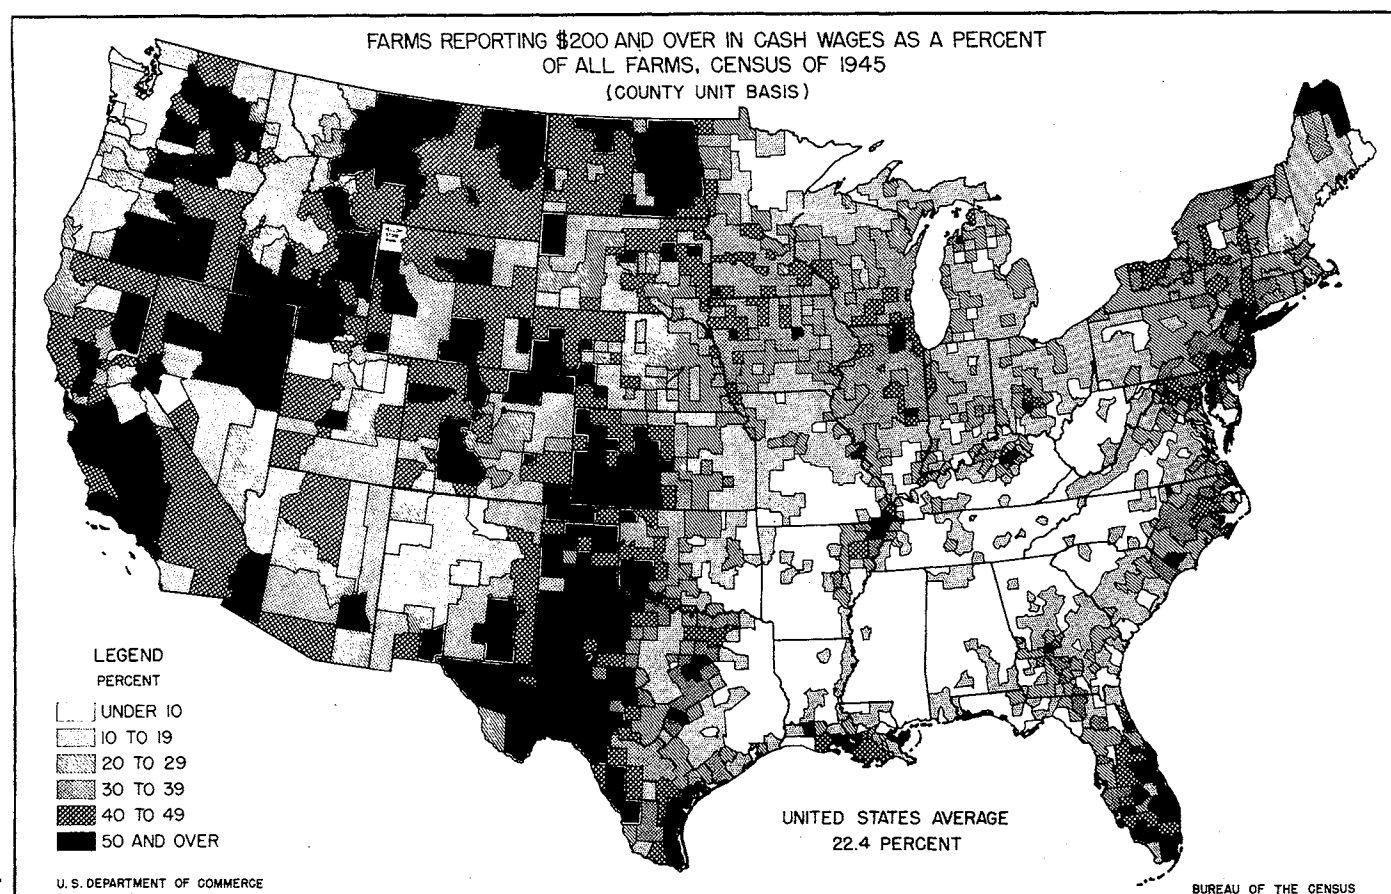 FARMS REPORTING $200 AND OVER IN CASH WAGES AS A PERCENT
OF ALL FARMS, CENSUS OF 1945
(COUNTY UNIT BASIS)
LEGEND
PERCENT
UNDER 10
10 TO 19
20 TO 29
30 TO 39
40 TO 49
50 AND OVER
UNITED STATES AVERAGE
22.4 PERCENT
U. S. DEPARTMENT OF COMMERCE
BUREAU OF THE CENSUS